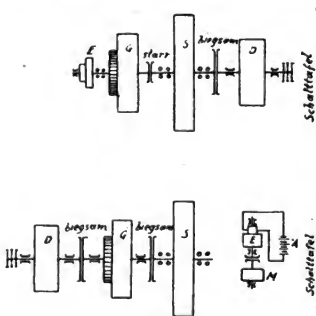 E G starr S biegsam D
Schalttafel
D biegsam G biegsam S E A
M
Schalttafel